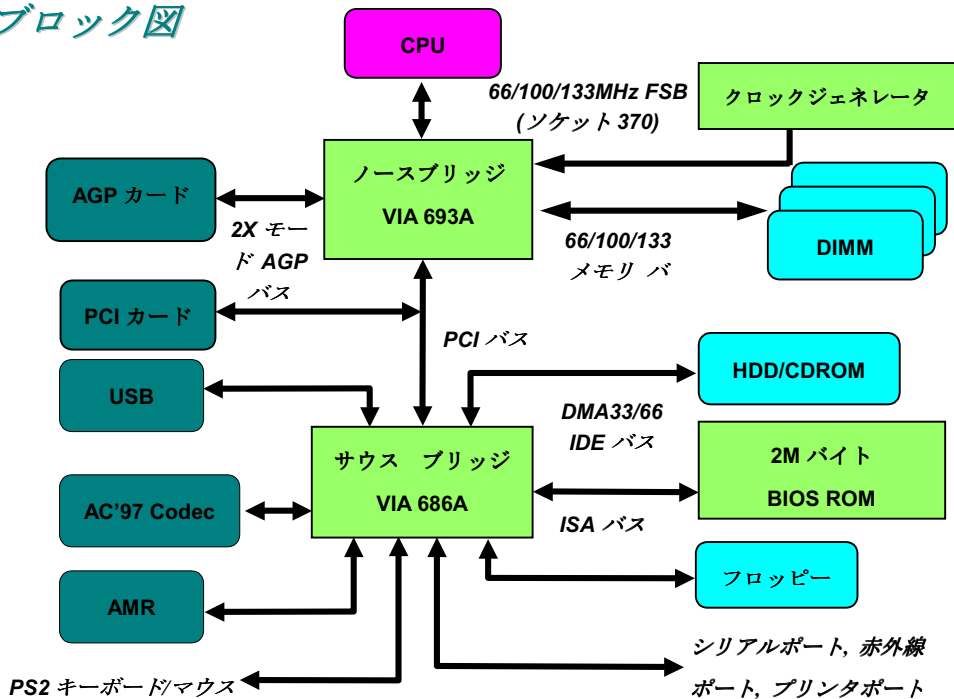 ブロック図
CPU
66/100/133MHz FSB
(ソケット 370)
クロックジェネレータ
AGP カード
ノースブリッジ
VIA 693A
2X モー
ド AGP
バス
66/100/133
メモリ バ
DIMM
PCI カード
PCI バス
USB
HDD/CDROM
DMA33/66
IDE バス
サウス ブリッジ
VIA 686A
2M バイト
BIOS ROM
AC'97 Codec
ISA バス
AMR
フロッピー
PS2 キーボード/マウス
シリアルポート, 赤外線
ポート, プリンタポート